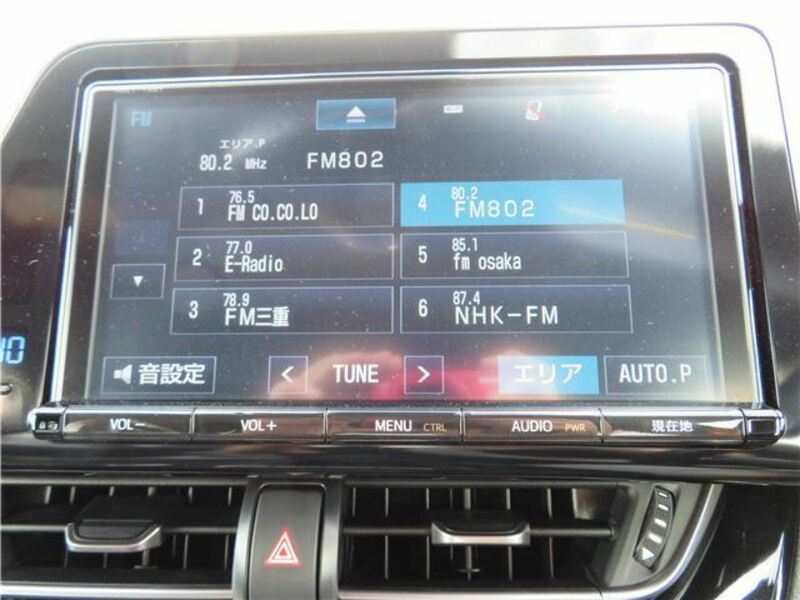 FM
エリア.P
80.2 MHz FM802
1 76.5 FM CO.CO.LO
4 80.2 FM802
2 77.0 E-Radio
5 85.1 fm osaka
3 78.9 FM三重
6 87.4 NHK-FM
音設定 < TUNE > エリア AUTO.P
VOL- VOL+ MENU CTRL AUDIO PWR 現在地